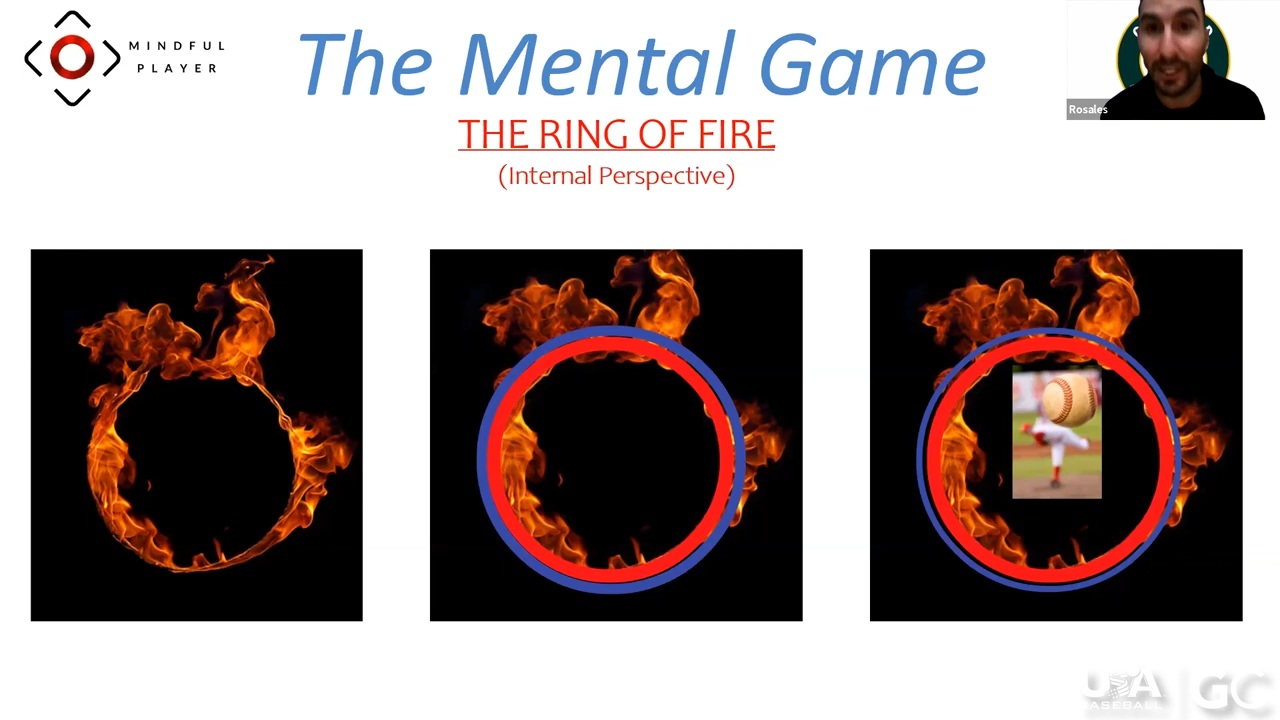 MINDFUL
PLAYER
The Mental Game
Rosales
THE RING OF FIRE
(Internal Perspective)
USA
BASEBALL
GC